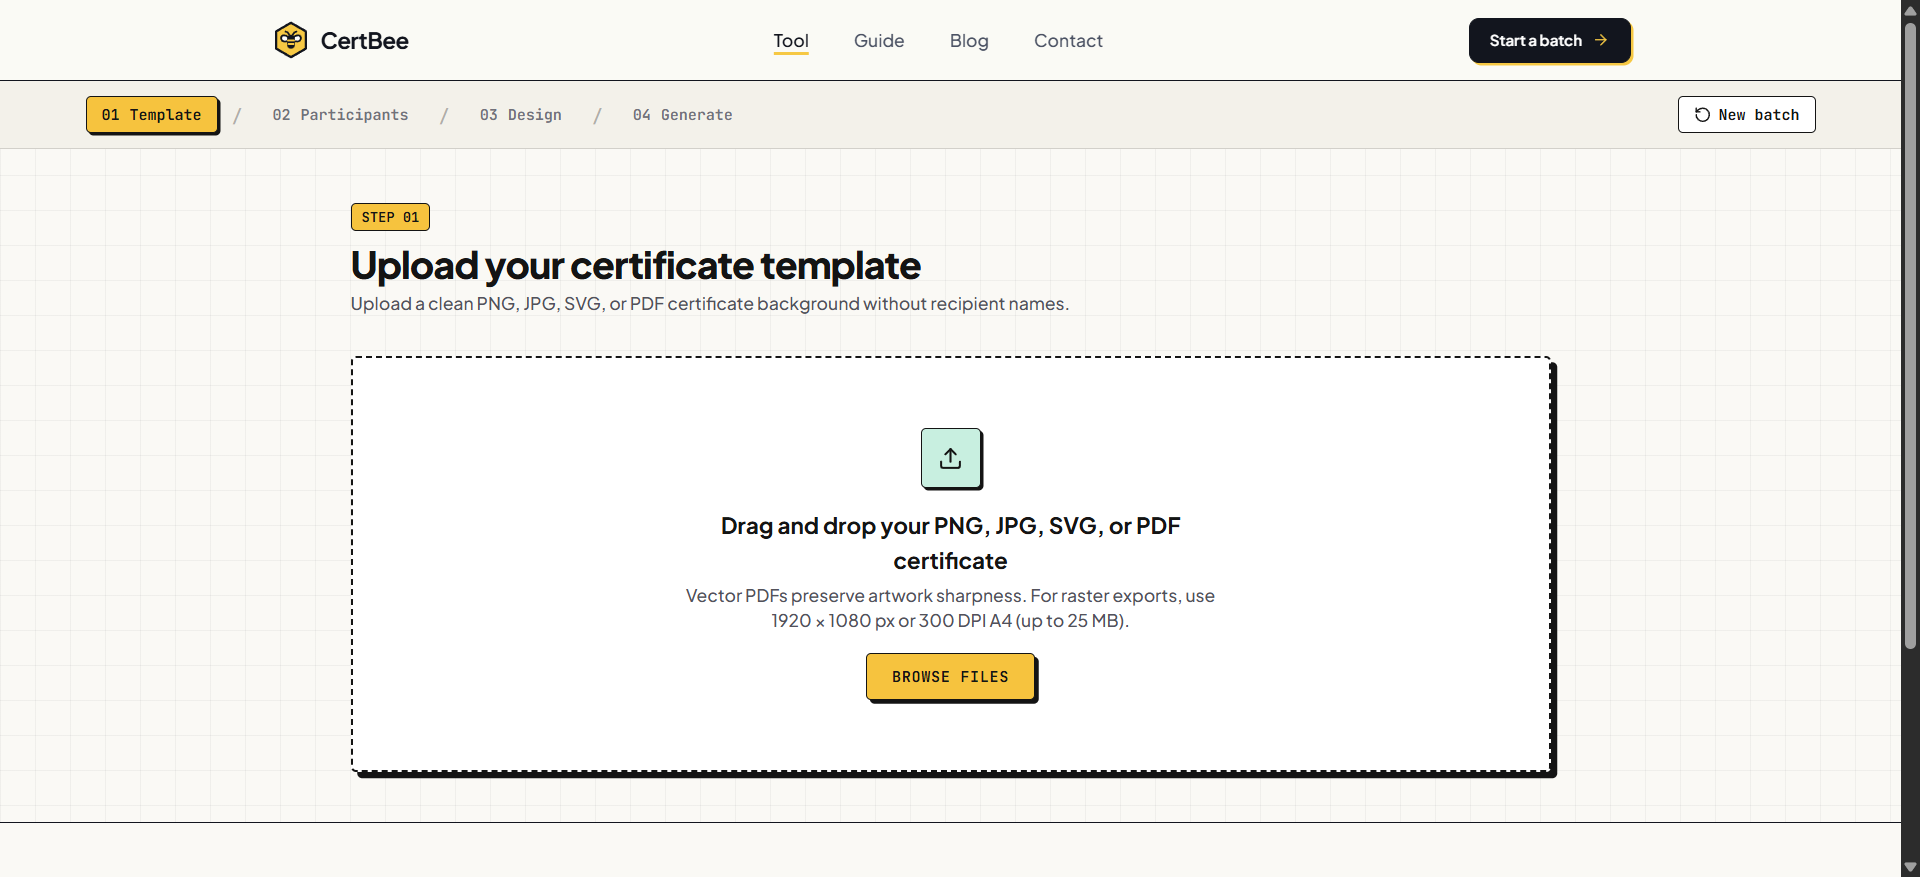 CertBee
Tool Guide Blog Contact
Start a batch →
01 Template / 02 Participants / 03 Design / 04 Generate
New batch
STEP 01
Upload your certificate template
Upload a clean PNG, JPG, SVG, or PDF certificate background without recipient names.
Drag and drop your PNG, JPG, SVG, or PDF
certificate
Vector PDFs preserve artwork sharpness. For raster exports, use
1920 × 1080 px or 300 DPI A4 (up to 25 MB).
BROWSE FILES